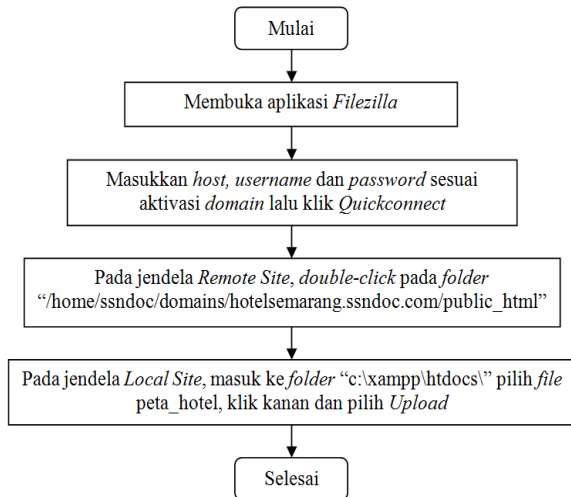 Mulai
Membuka aplikasi Filezilla
Masukkan host, username dan password sesuai
aktivasi domain lalu klik Quickconnect
Pada jendela Remote Site, double-click pada folder
“/home/ssndoc/domains/hotelsemarang.ssndoc.com/public_html”
Pada jendela Local Site, masuk ke folder “c:\xampp\htdocs\” pilih file
peta_hotel, klik kanan dan pilih Upload
Selesai